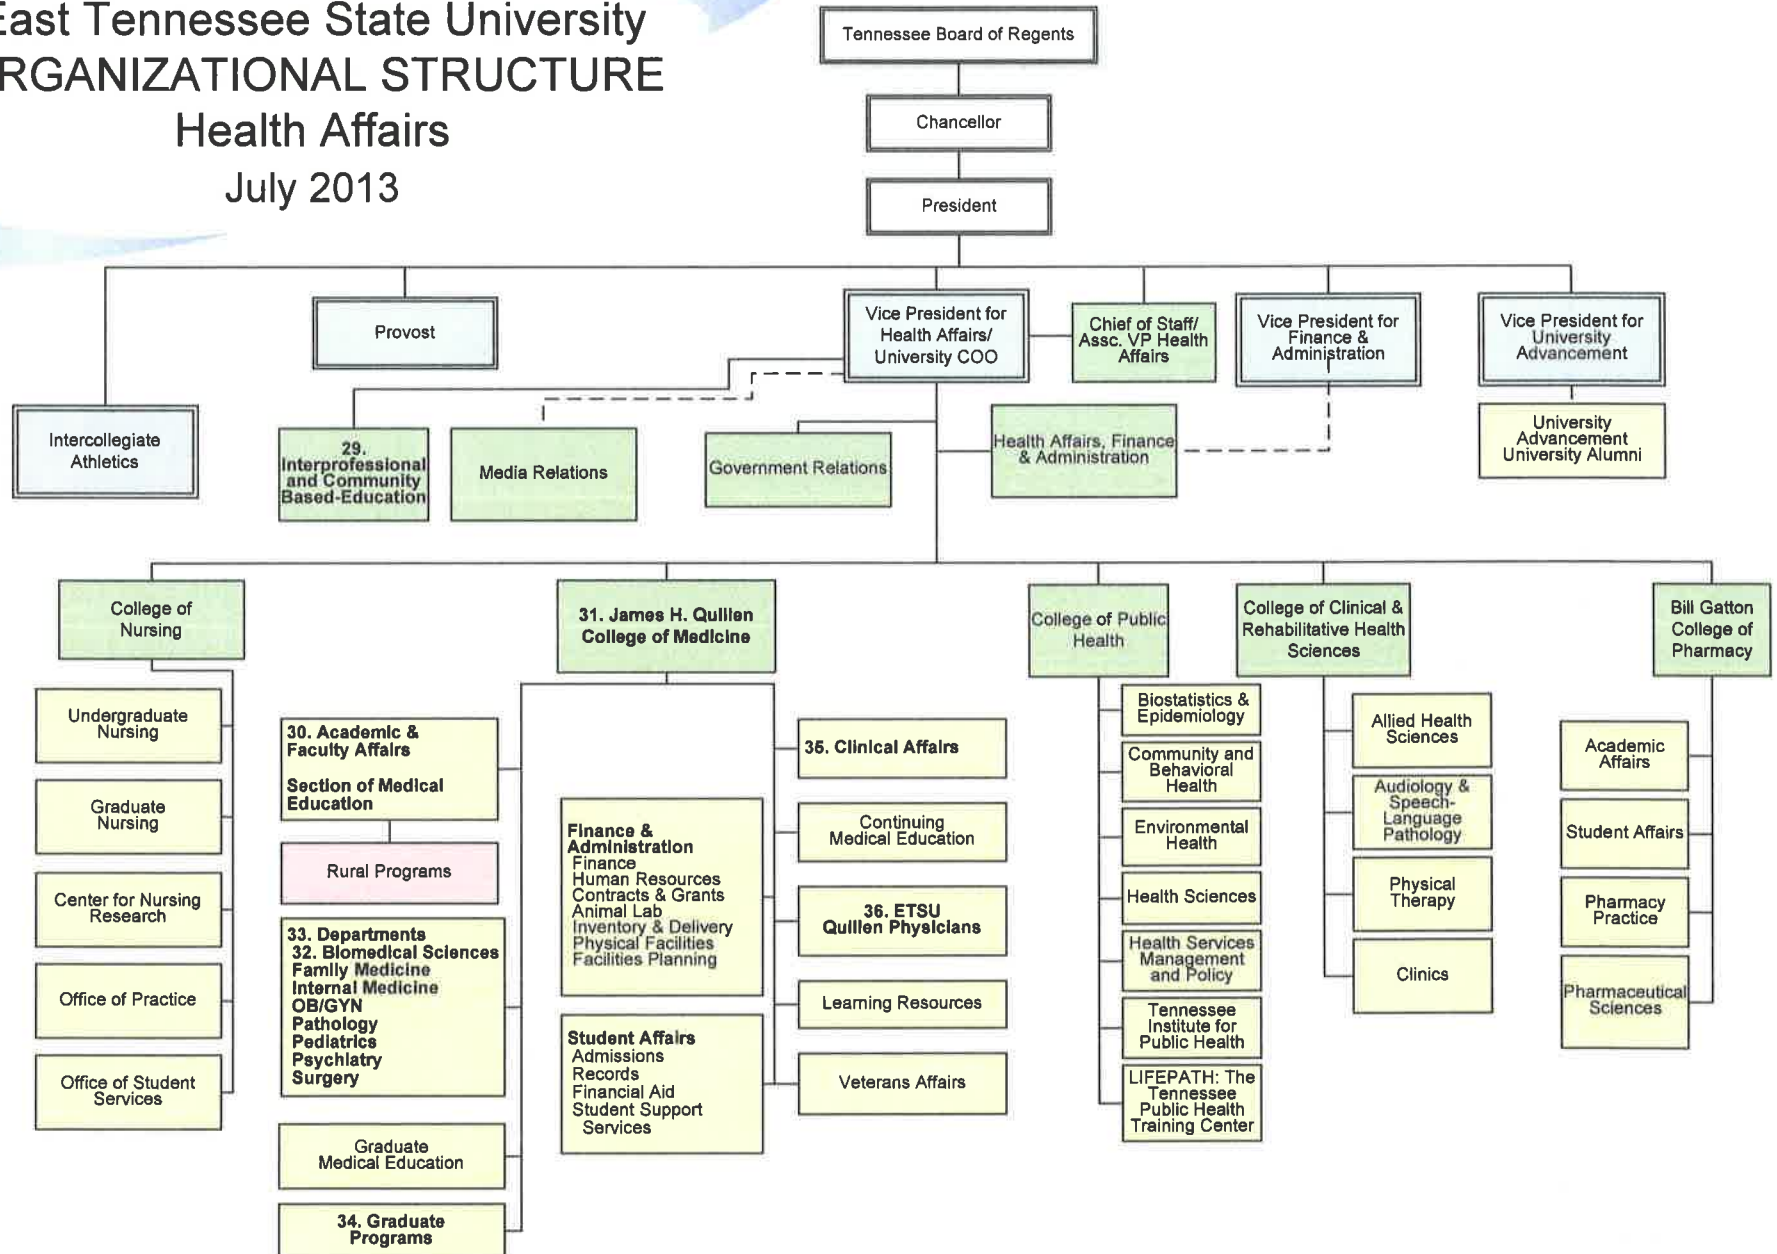 East Tennessee State University
RGANIZATIONAL STRUCTURE
Health Affairs
July 2013
Tennessee Board of Regents
Chancellor
President
Intercollegiate
Athletics
Provost
Vice President for
Health Affairs/
University COO
Chief of Staff/
Assc. VP Health
Affairs
Vice President for
Finance &
Administration
Vice President for
University
Advancement
29.
Interprofessional
and Community
Based-Education
Media Relations
Government Relations
Health Affairs, Finance
& Administration
University
Advancement
University Alumni
College of
Nursing
31. James H. Quillen
College of Medicine
College of Public
Health
College of Clinical &
Rehabilitative Health
Sciences
Bill Gatton
College of
Pharmacy
Undergraduate
Nursing
Graduate
Nursing
Center for Nursing
Research
Office of Practice
Office of Student
Services
30. Academic &
Faculty Affairs
Section of Medical
Education
Rural Programs
33. Departments
32. Biomedical Sciences
Family Medicine
Internal Medicine
OB/GYN
Pathology
Pediatrics
Psychiatry
Surgery
Graduate
Medical Education
34. Graduate
Programs
Finance &
Administration
Finance
Human Resources
Contracts & Grants
Animal Lab
Inventory & Delivery
Physical Facilities
Facilities Planning
Student Affairs
Admissions
Records
Financial Aid
Student Support
Services
35. Clinical Affairs
Continuing
Medical Education
36. ETSU
Quillen Physicians
Learning Resources
Veterans Affairs
Biostatistics &
Epidemiology
Community and
Behavioral
Health
Environmental
Health
Health Sciences
Health Services
Management
and Policy
Tennessee
Institute for
Public Health
LIFEPATH: The
Tennessee
Public Health
Training Center
Allied Health
Sciences
Audiology &
Speech-
Language
Pathology
Physical
Therapy
Clinics
Academic
Affairs
Student Affairs
Pharmacy
Practice
Pharmaceutical
Sciences